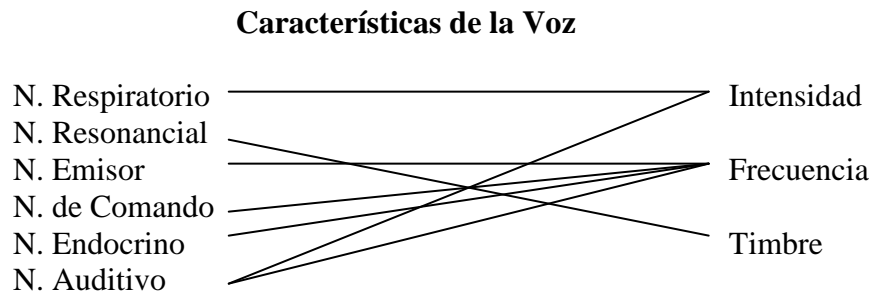 Características de la Voz
N. Respiratorio
N. Resonancial
N. Emisor
N. de Comando
N. Endocrino
N. Auditivo
Intensidad
Frecuencia
Timbre